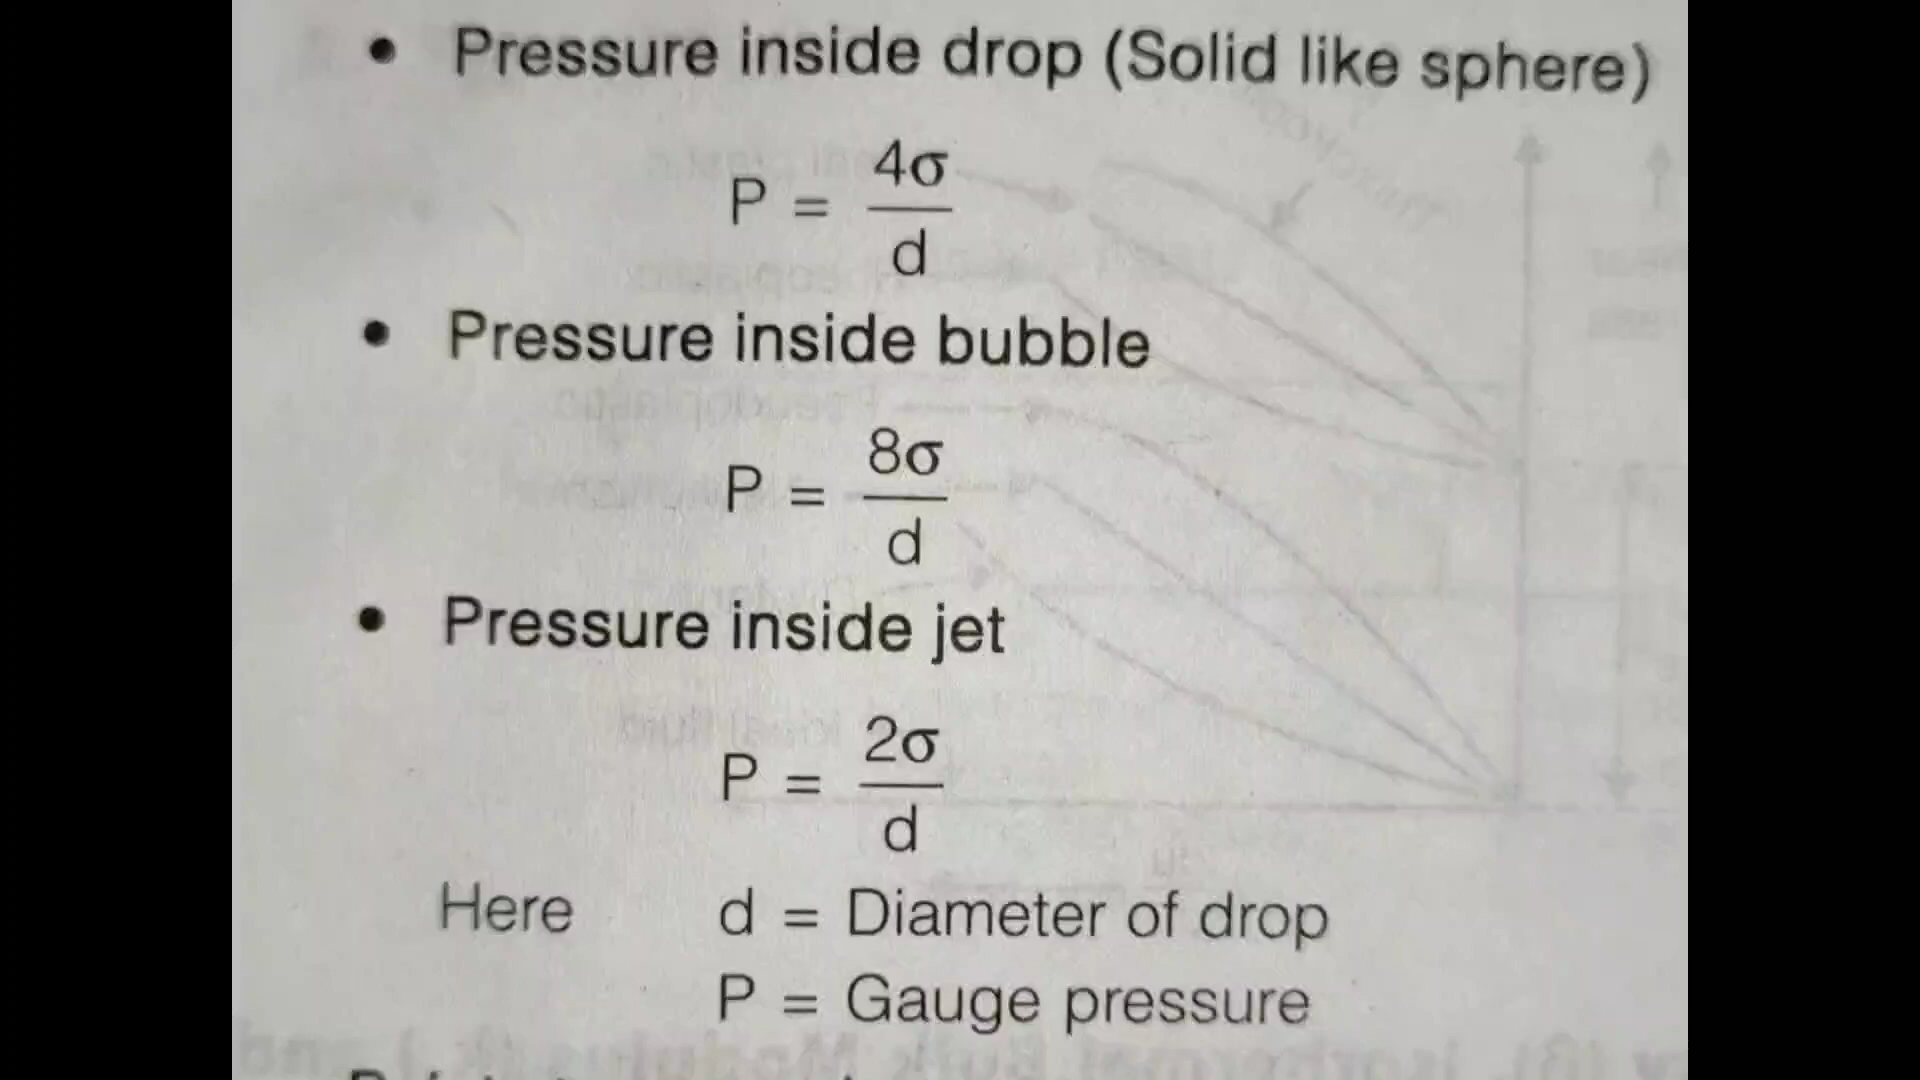 • Pressure inside drop (Solid like sphere)
P = 4σ/d
• Pressure inside bubble
P = 8σ/d
• Pressure inside jet
P = 2σ/d
Here d = Diameter of drop
P = Gauge pressure